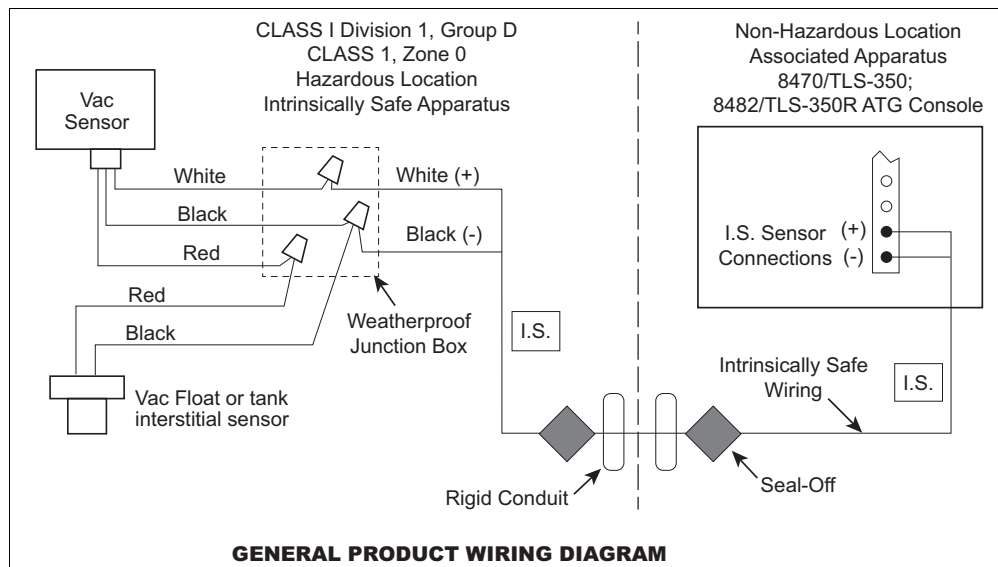 CLASS I Division 1, Group D
CLASS 1, Zone 0
Hazardous Location
Intrinsically Safe Apparatus
Non-Hazardous Location
Associated Apparatus
8470/TLS-350;
8482/TLS-350R ATG Console
Vac
Sensor
White
White (+)
Black
Black (-)
Red
Red
Black
Weatherproof
Junction Box
I.S.
I.S. Sensor (+)
Connections (-)
Vac Float or tank
interstitial sensor
Intrinsically Safe
Wiring
I.S.
Rigid Conduit
Seal-Off
GENERAL PRODUCT WIRING DIAGRAM